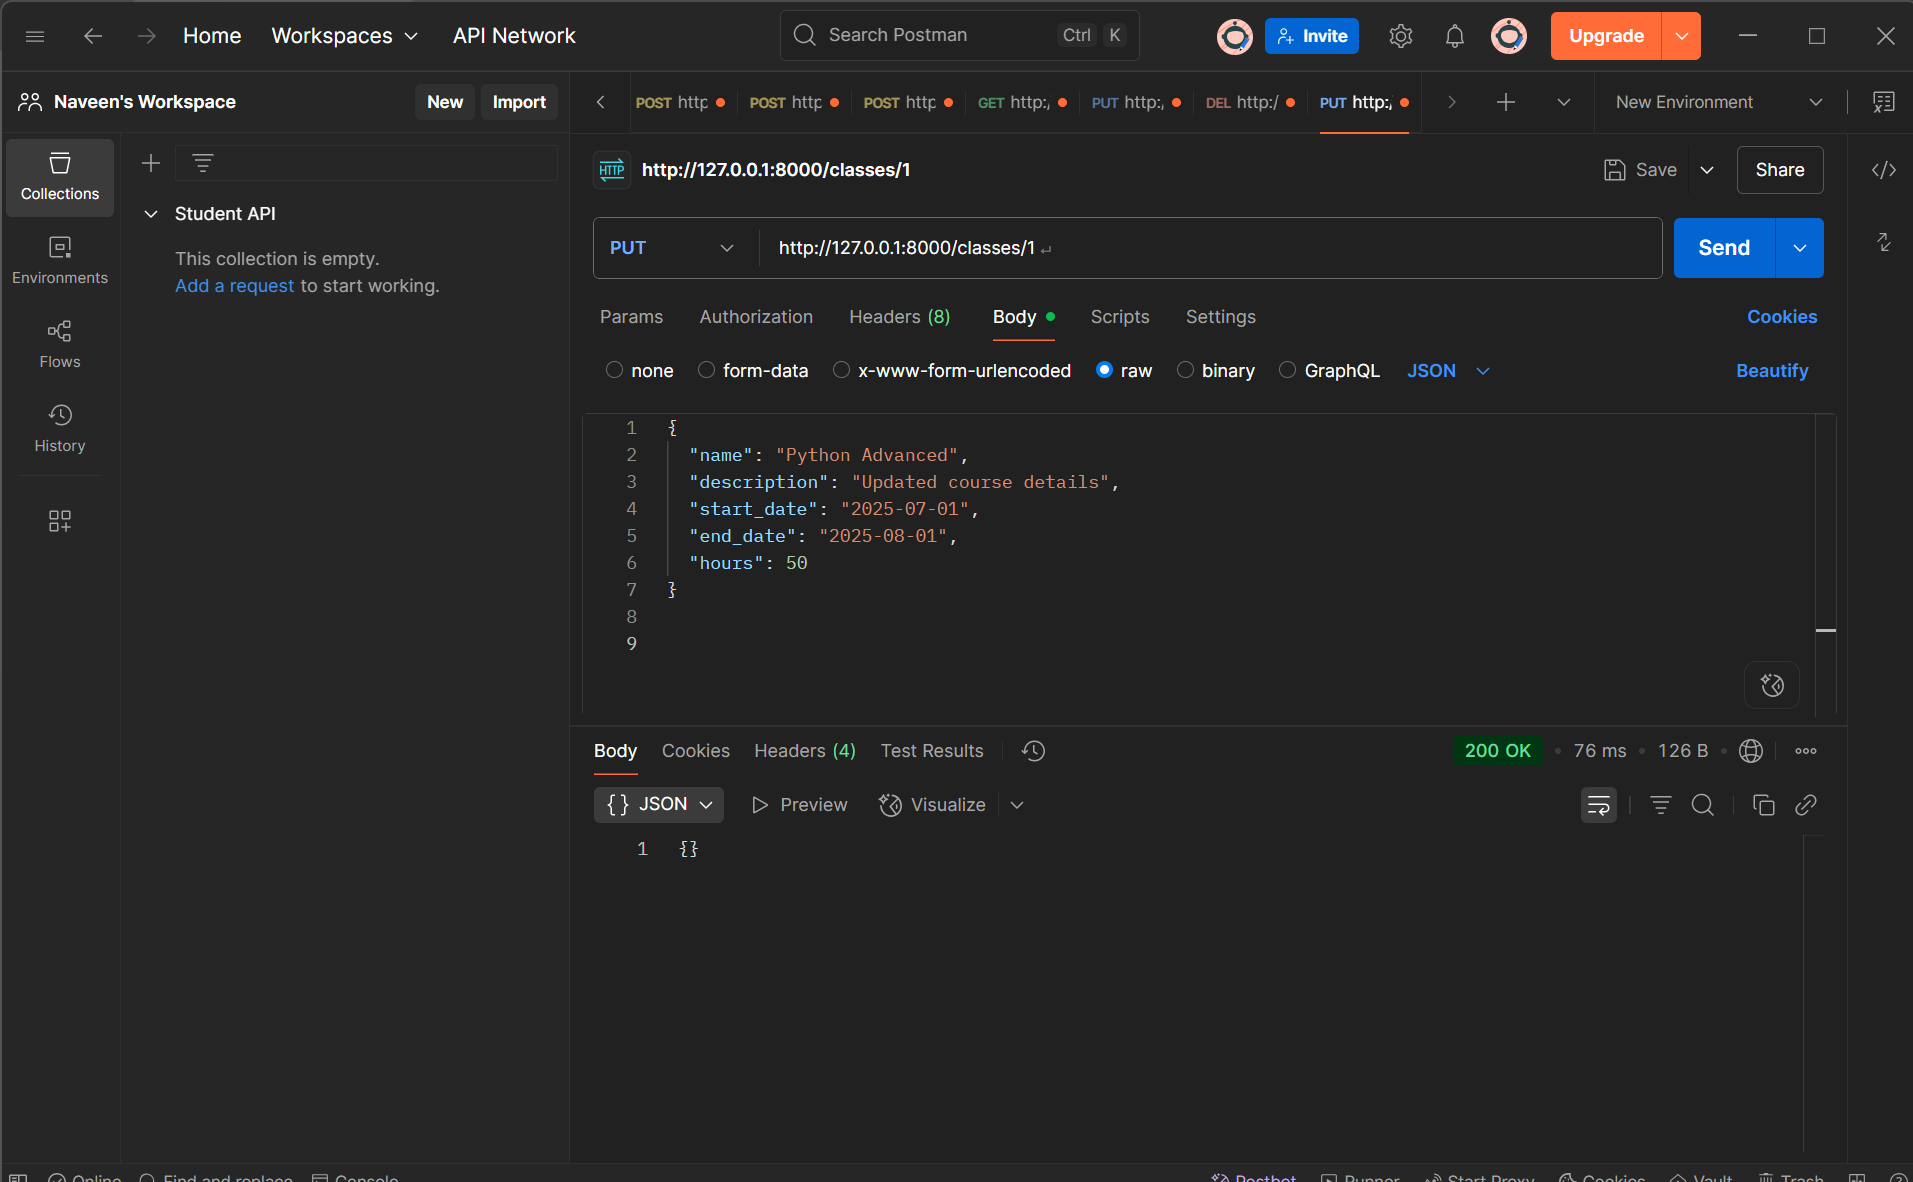 Home Workspaces API Network Search Postman Ctrl K Invite Upgrade
Naveen's Workspace New Import POST http POST http POST http GET http:/ PUT http:/ DEL http:/ PUT http:/ New Environment
Collections
Environments
Flows
History
Student API
This collection is empty.
Add a request to start working.
HTTP http://127.0.0.1:8000/classes/1 Save Share
PUT http://127.0.0.1:8000/classes/1 Send
Params Authorization Headers (8) Body Scripts Settings Cookies
none form-data x-www-form-urlencoded raw binary GraphQL JSON Beautify
1 {
2 "name": "Python Advanced",
3 "description": "Updated course details",
4 "start_date": "2025-07-01",
5 "end_date": "2025-08-01",
6 "hours": 50
7 }
8
9
Body Cookies Headers (4) Test Results 200 OK • 76 ms • 126 B •
{} JSON Preview Visualize
1 {}
Online Find and replace Console Postbot Runner Start Proxy Cookies Vault Trash